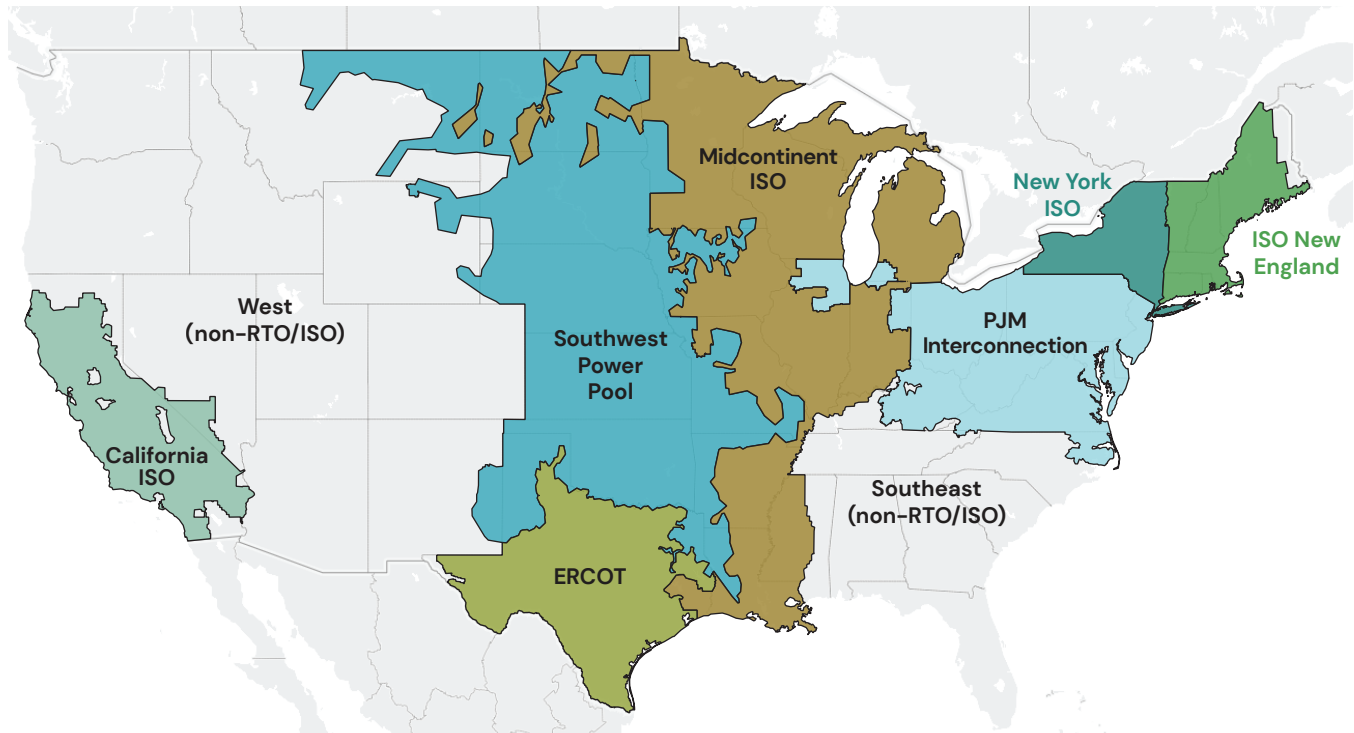 Midcontinent
ISO
New York
ISO
ISO New
England
West
(non-RTO/ISO)
Southwest
Power
Pool
PJM
Interconnection
California
ISO
Southeast
(non-RTO/ISO)
ERCOT